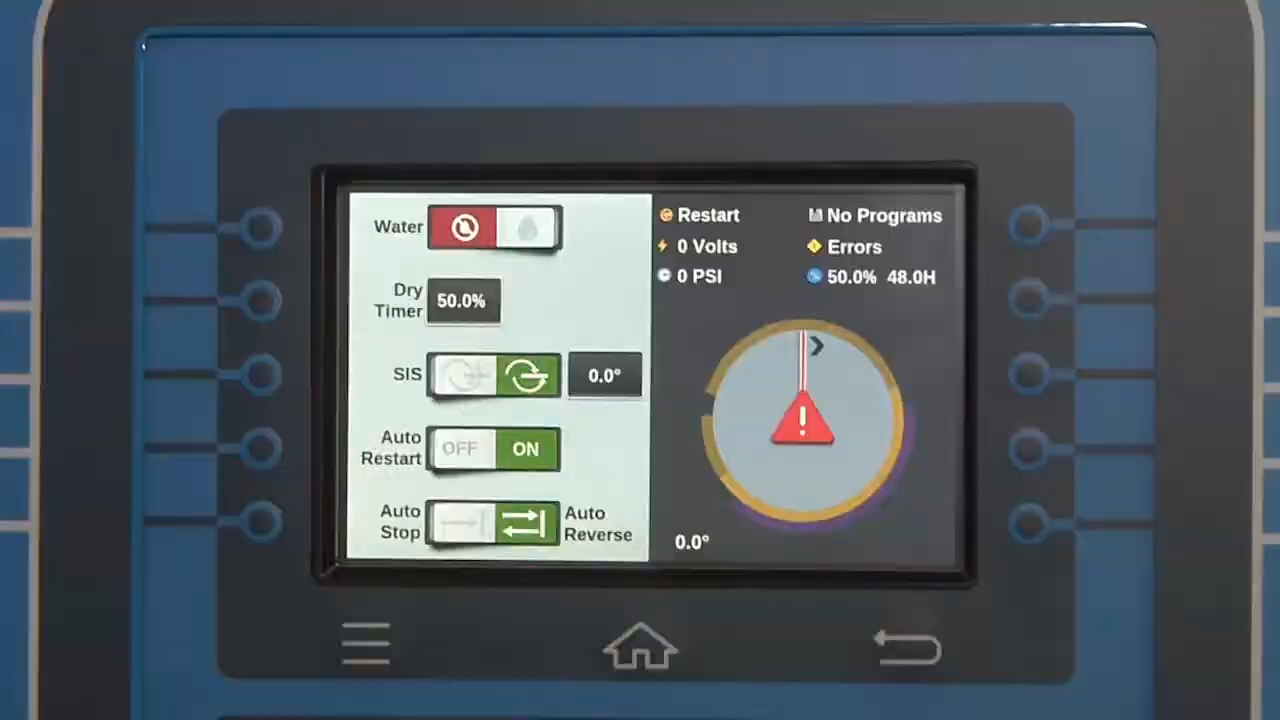 Water
Dry
Timer
50.0%
SIS
0.0°
Auto
Restart
OFF
ON
Auto
Stop
Auto
Reverse
Restart
No Programs
0 Volts
Errors
0 PSI
50.0% 48.0H
!
0.0°